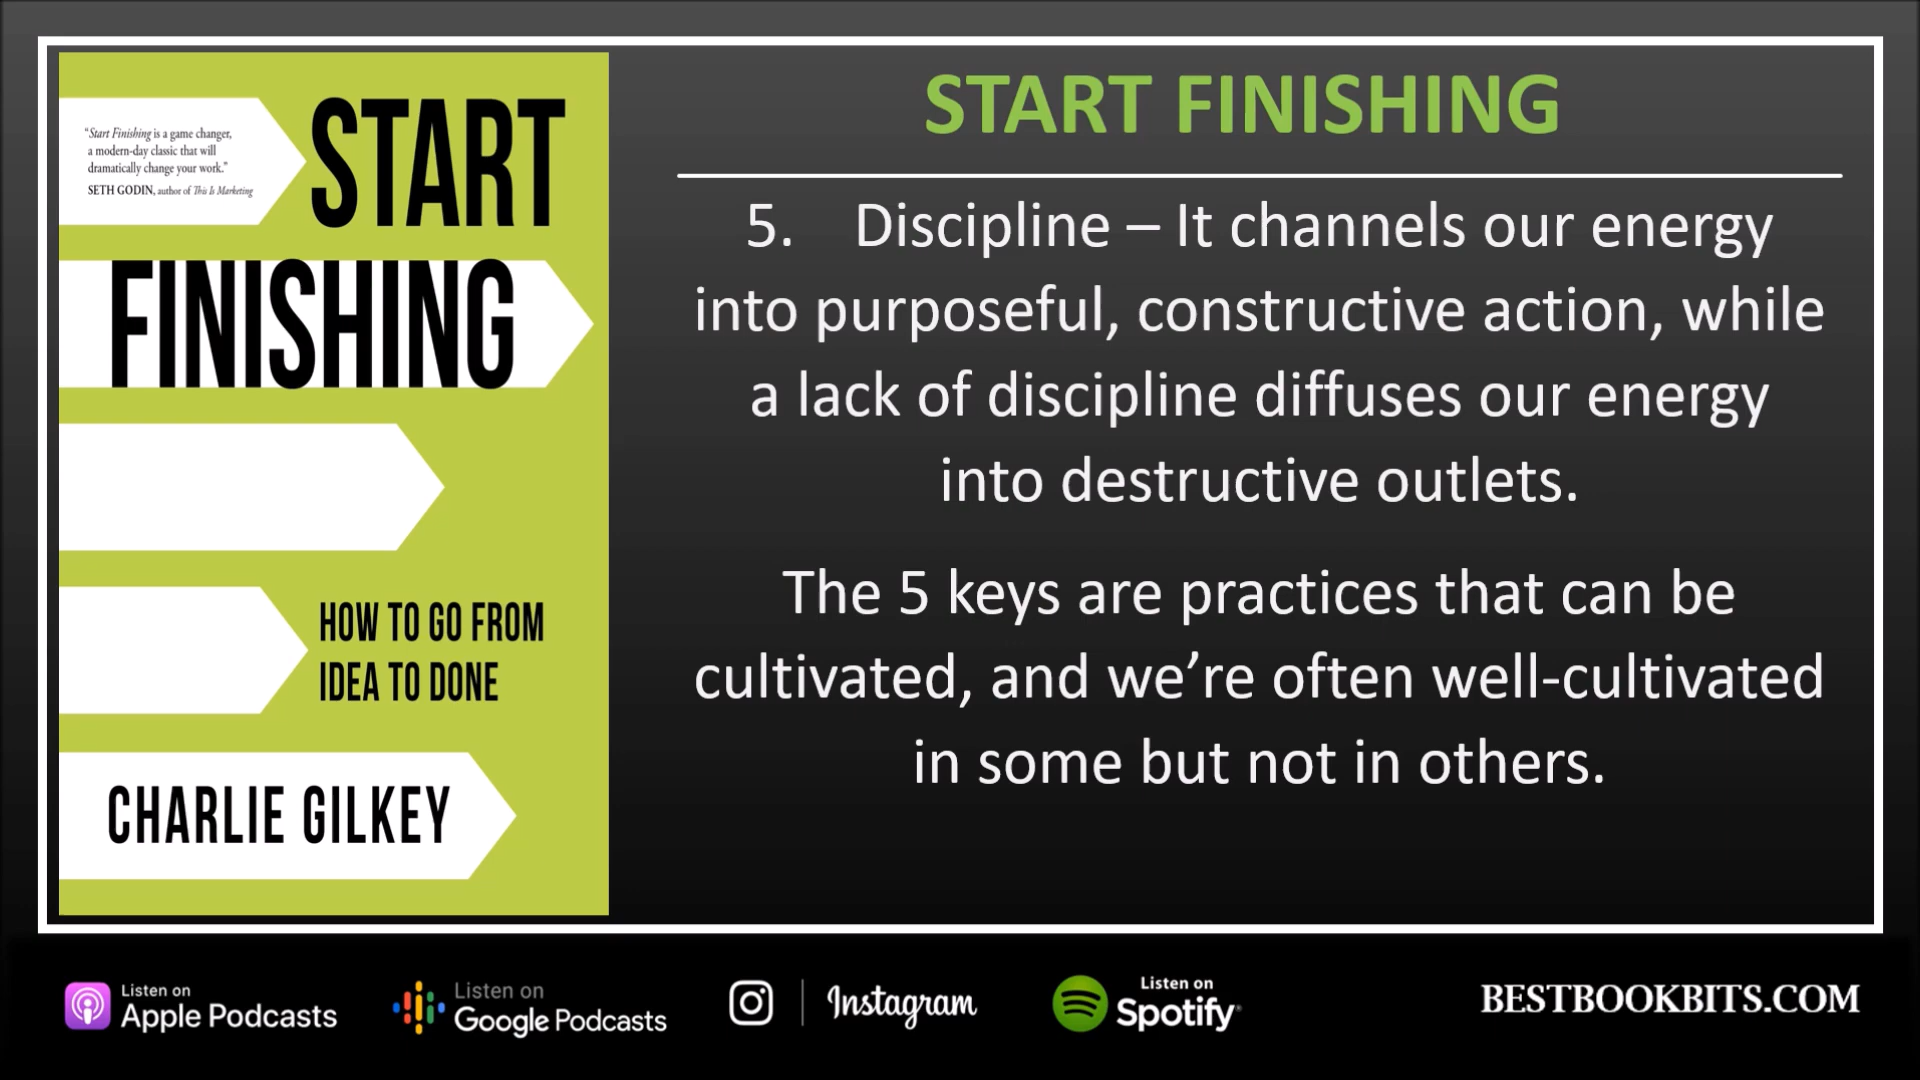 "Start Finishing is a game changer,
a modern-day classic that will
dramatically change your work."
SETH GODIN, author of This Is Marketing
START
FINISHING
HOW TO GO FROM
IDEA TO DONE
CHARLIE GILKEY
START FINISHING
5. Discipline – It channels our energy
into purposeful, constructive action, while
a lack of discipline diffuses our energy
into destructive outlets.
The 5 keys are practices that can be
cultivated, and we’re often well-cultivated
in some but not in others.
Listen on
Apple Podcasts
Listen on
Google Podcasts
Instagram
Listen on
Spotify
BESTBOOKBITS.COM